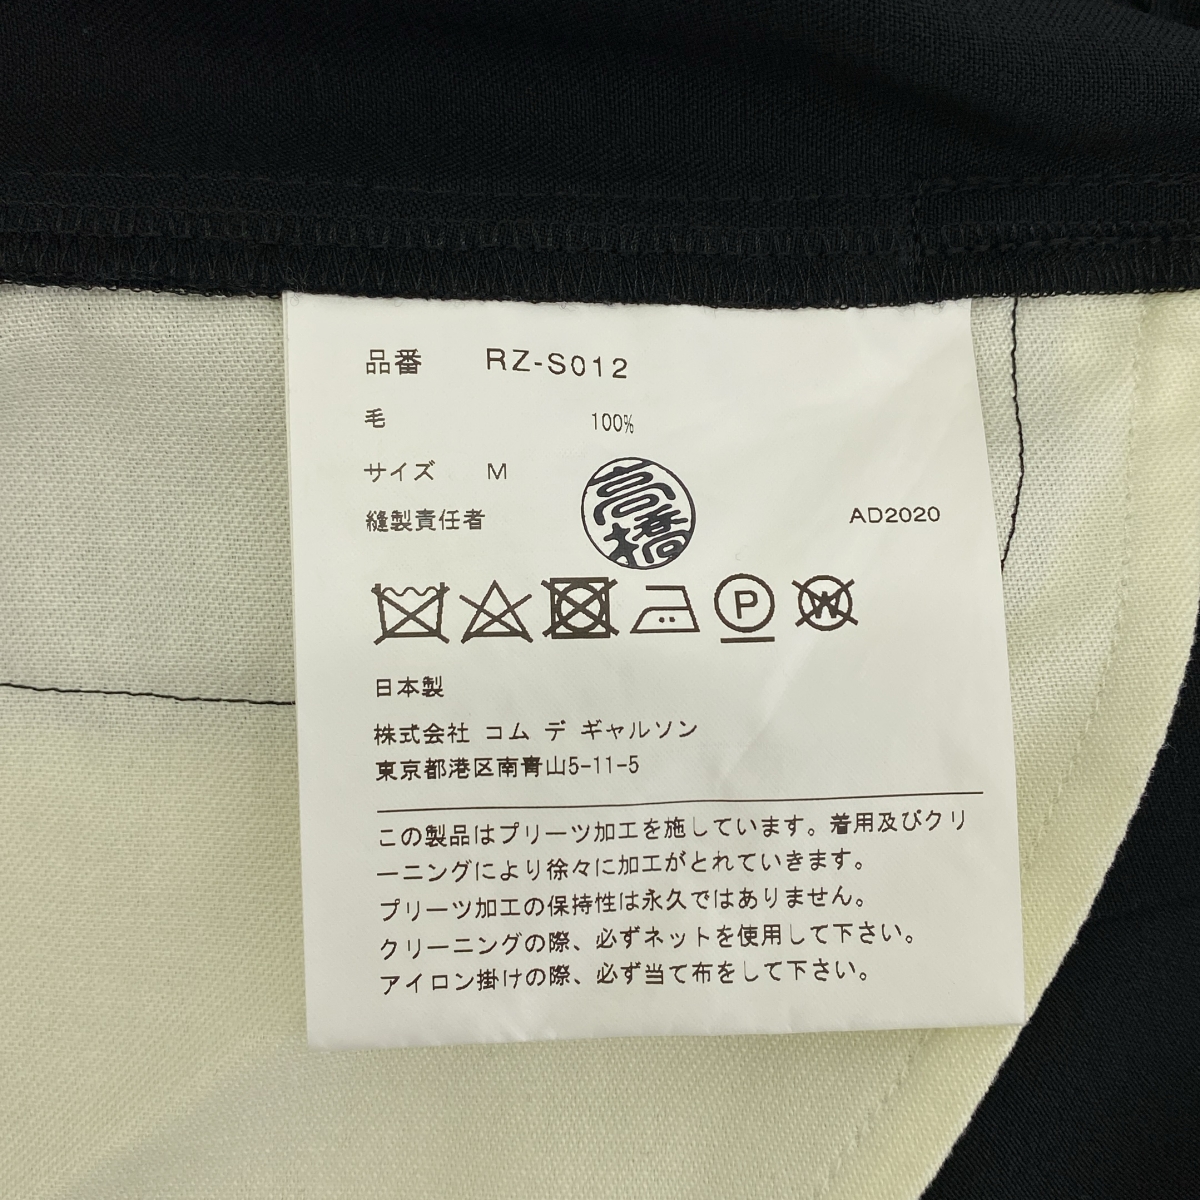 品番 RZ-S012
毛 100%
サイズ M
縫製責任者 高橋 AD2020
P W
日本製
株式会社 コム デ ギャルソン
東京都港区南青山5-11-5
この製品はプリーツ加工を施しています。着用及びクリ
ーニングにより徐々に加工がとれていきます。
プリーツ加工の保持性は永久ではありません。
クリーニングの際、必ずネットを使用して下さい。
アイロン掛けの際、必ず当て布をして下さい。